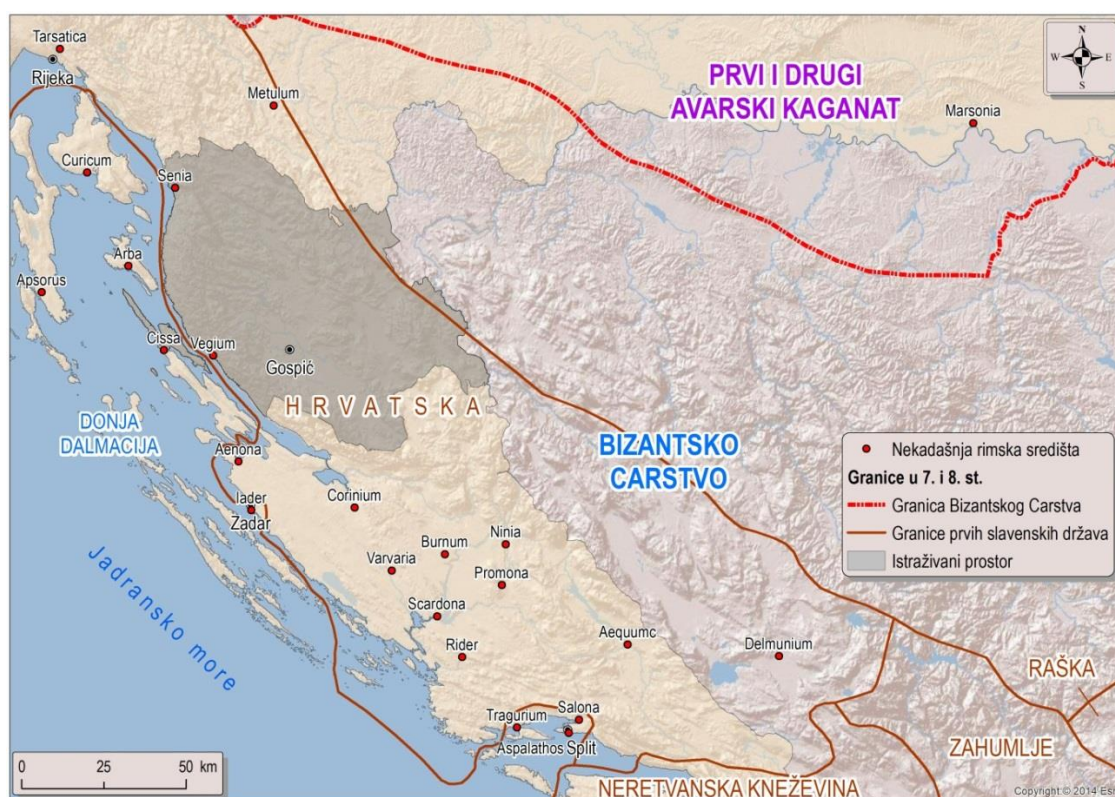 Tarsatica
Rijeka
N
W E
S
PRVI I DRUGI
AVARSKI KAGANAT
Metulum
Marsonia
Curicum
Senia
Arba
Apsorus
Cissa
Vegium
Gospić
HRVATSKA
DONJA
DALMACIJA
BIZANTSKO
CARSTVO
Aenona
Iader
Zadar
Corinium
Burnum
Ninia
Varvaria
Promona
Scardona
Rider
Aequumc
Delmunium
Jadransko more
Nekadašnja rimska središta
Granice u 7. i 8. st.
Granica Bizantskog Carstva
Granice prvih slavenskih država
Istraživani prostor
RAŠKA
Salona
Tragurium
Aspalathos Split
ZAHUMLJE
NERETVANSKA KNEŽEVINA
0 25 50 km
Copyright:© 2014 Es